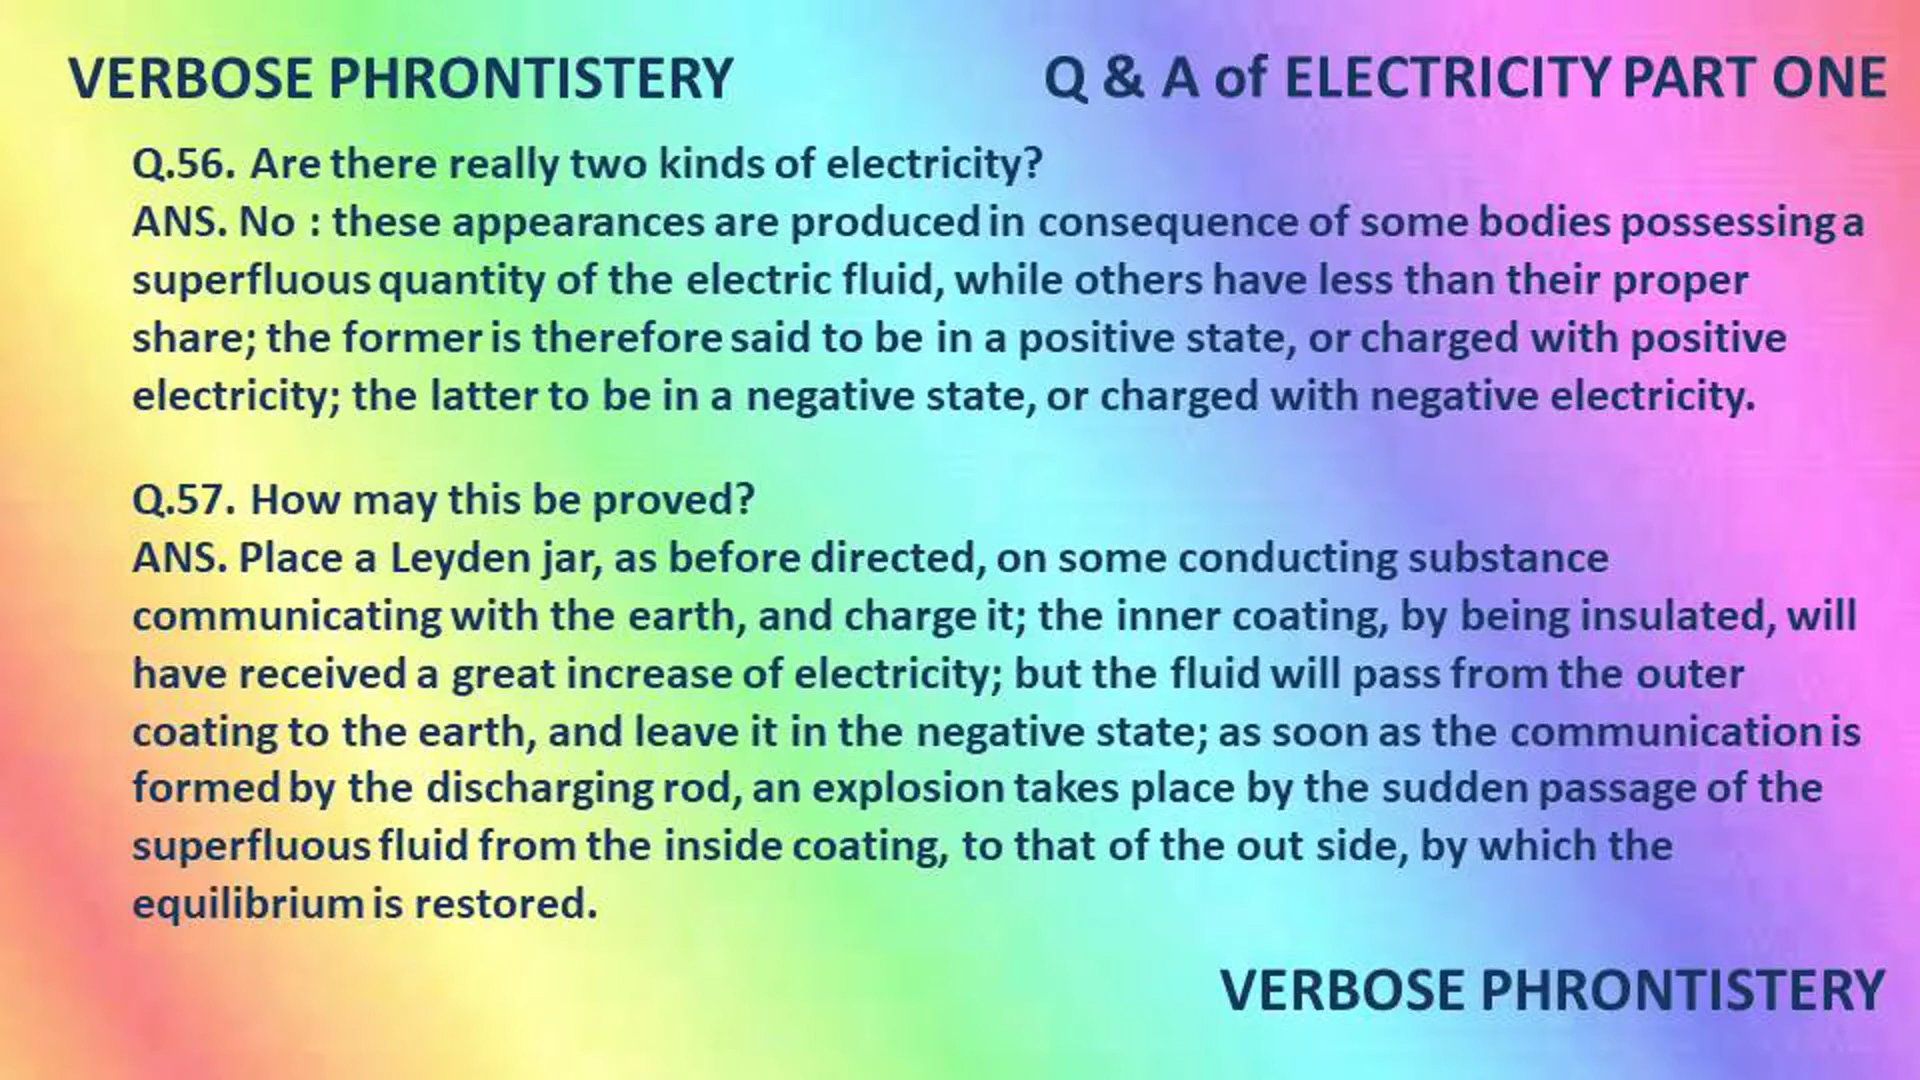 VERBOSE PHRONTISTERY
Q & A of ELECTRICITY PART ONE
Q.56. Are there really two kinds of electricity?
ANS. No : these appearances are produced in consequence of some bodies possessing a
superfluous quantity of the electric fluid, while others have less than their proper
share; the former is therefore said to be in a positive state, or charged with positive
electricity; the latter to be in a negative state, or charged with negative electricity.
Q.57. How may this be proved?
ANS. Place a Leyden jar, as before directed, on some conducting substance
communicating with the earth, and charge it; the inner coating, by being insulated, will
have received a great increase of electricity; but the fluid will pass from the outer
coating to the earth, and leave it in the negative state; as soon as the communication is
formed by the discharging rod, an explosion takes place by the sudden passage of the
superfluous fluid from the inside coating, to that of the out side, by which the
equilibrium is restored.
VERBOSE PHRONTISTERY